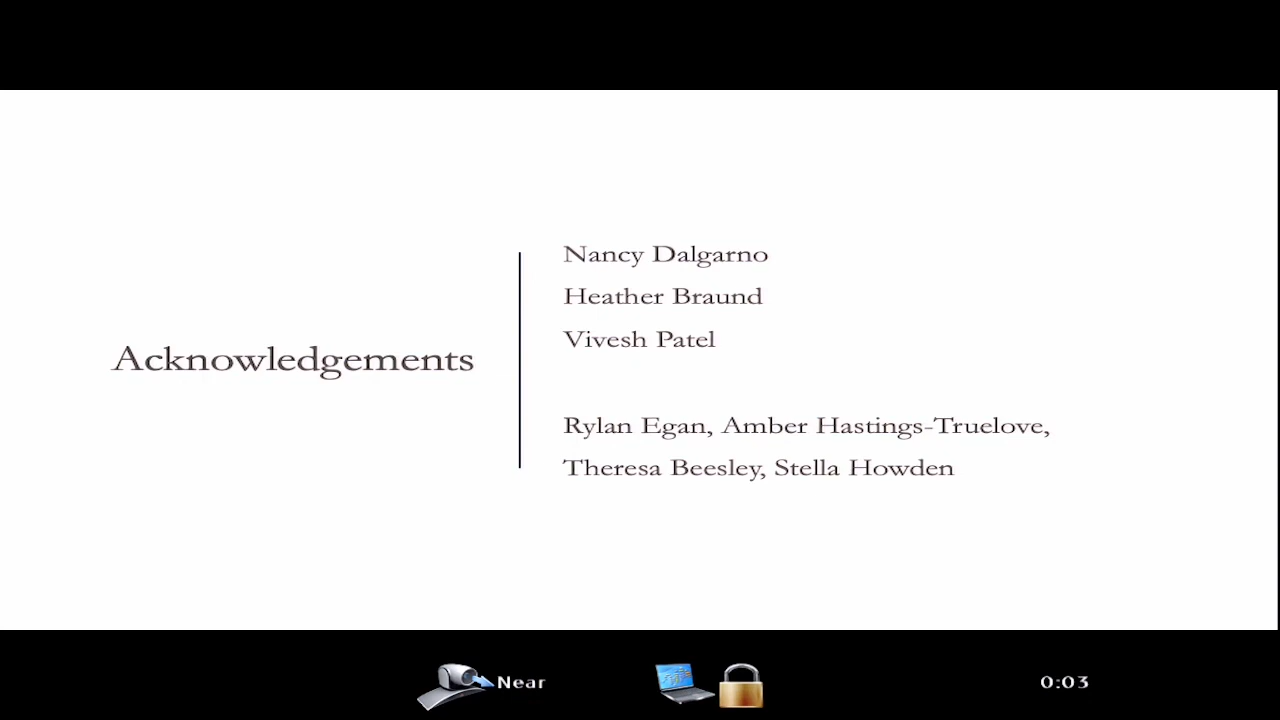 Acknowledgements
Nancy Dalgarno
Heather Braund
Vivesh Patel
Rylan Egan, Amber Hastings-Truelove,
Theresa Beesley, Stella Howden
Near
0:03